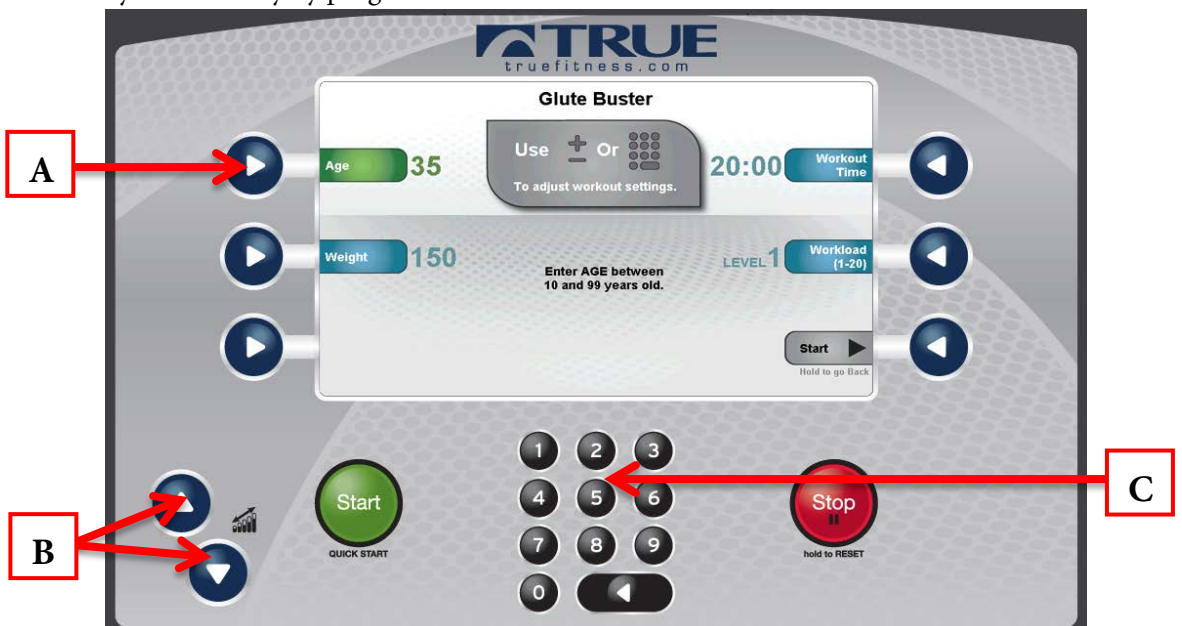 TRUE
truefitness.com
Glute Buster
Use + - Or
To adjust workout settings.
Age 35
20:00 Workout Time
Weight 150
LEVEL 1 Workload (1-20)
Enter AGE between
10 and 99 years old.
Start
Hold to go Back
A
B
C
Start
QUICK START
1 2 3
4 5 6
7 8 9
0
Stop
hold to RESET